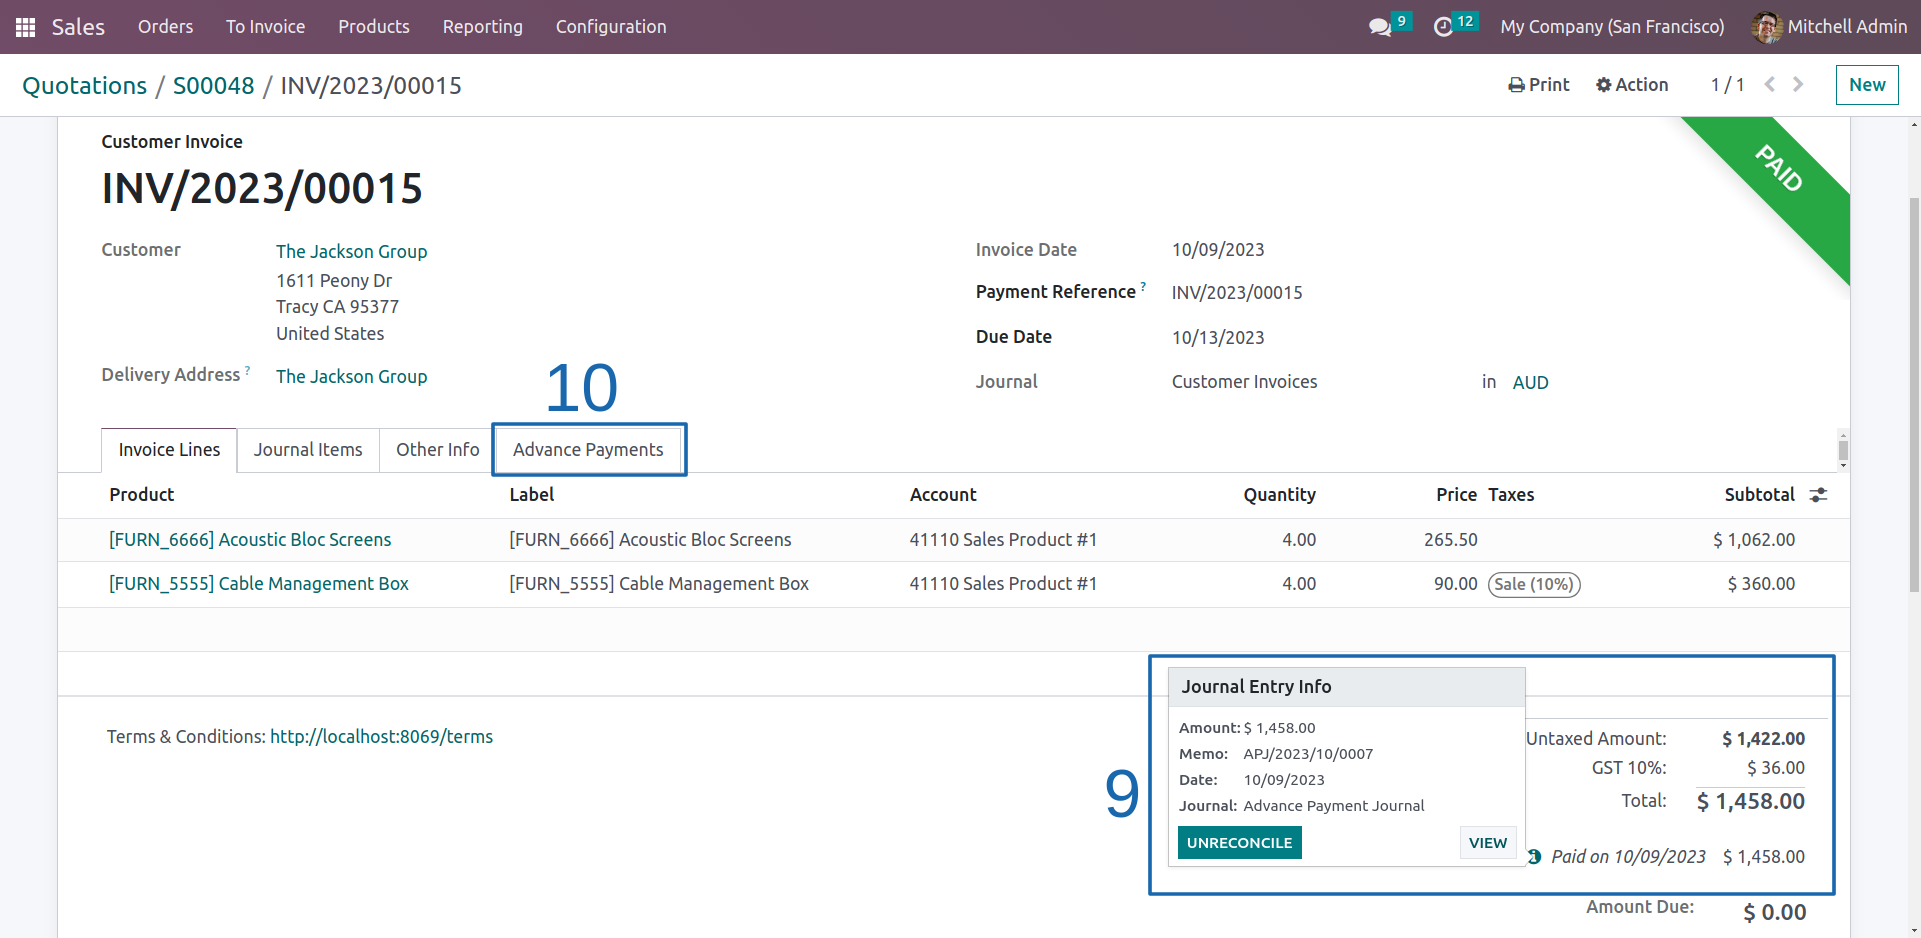 Sales Orders To Invoice Products Reporting Configuration 9 12 My Company (San Francisco) Mitchell Admin
Quotations / S00048 / INV/2023/00015 Print Action 1 / 1 New
Customer Invoice
PAID
INV/2023/00015
Customer The Jackson Group Invoice Date 10/09/2023
1611 Peony Dr
Tracy CA 95377
United States
Payment Reference ? INV/2023/00015
Due Date 10/13/2023
Delivery Address ? The Jackson Group Journal Customer Invoices in AUD
10
Invoice Lines Journal Items Other Info Advance Payments
Product Label Account Quantity Price Taxes Subtotal
[FURN_6666] Acoustic Bloc Screens [FURN_6666] Acoustic Bloc Screens 41110 Sales Product #1 4.00 265.50 $ 1,062.00
[FURN_5555] Cable Management Box [FURN_5555] Cable Management Box 41110 Sales Product #1 4.00 90.00 Sale (10%) $ 360.00
Terms & Conditions: http://localhost:8069/terms
9
Journal Entry Info
Amount: $ 1,458.00
Memo: APJ/2023/10/0007
Date: 10/09/2023
Journal: Advance Payment Journal
UNRECONCILE VIEW
Untaxed Amount: $ 1,422.00
GST 10%: $ 36.00
Total: $ 1,458.00
Paid on 10/09/2023 $ 1,458.00
Amount Due: $ 0.00